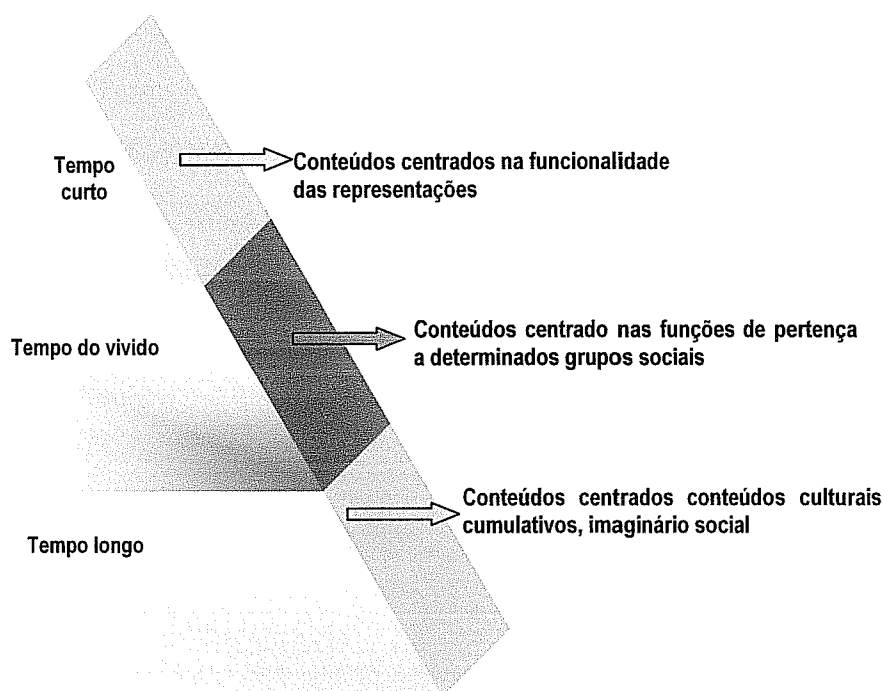 Tempo
curto
Conteúdos centrados na funcionalidade
das representações
Tempo do vivido
Conteúdos centrado nas funções de pertença
a determinados grupos sociais
Tempo longo
Conteúdos centrados conteúdos culturais
cumulativos, imaginário social